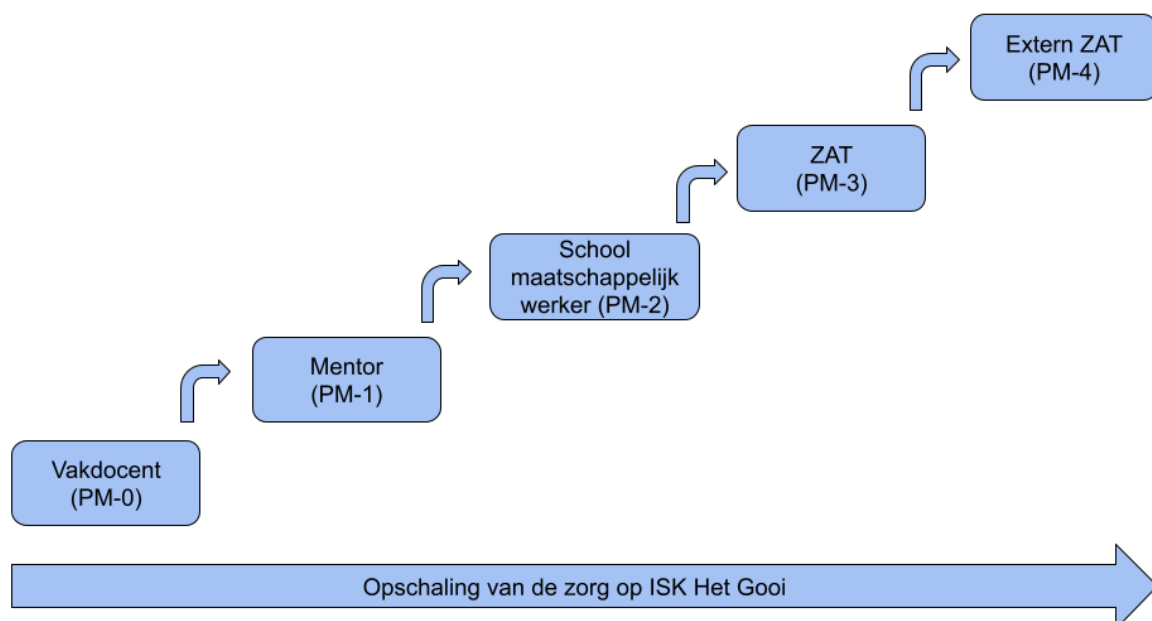 Extern ZAT
(PM-4)
ZAT
(PM-3)
School
maatschappelijk
werker (PM-2)
Mentor
(PM-1)
Vakdocent
(PM-0)
Opschaling van de zorg op ISK Het Gooi